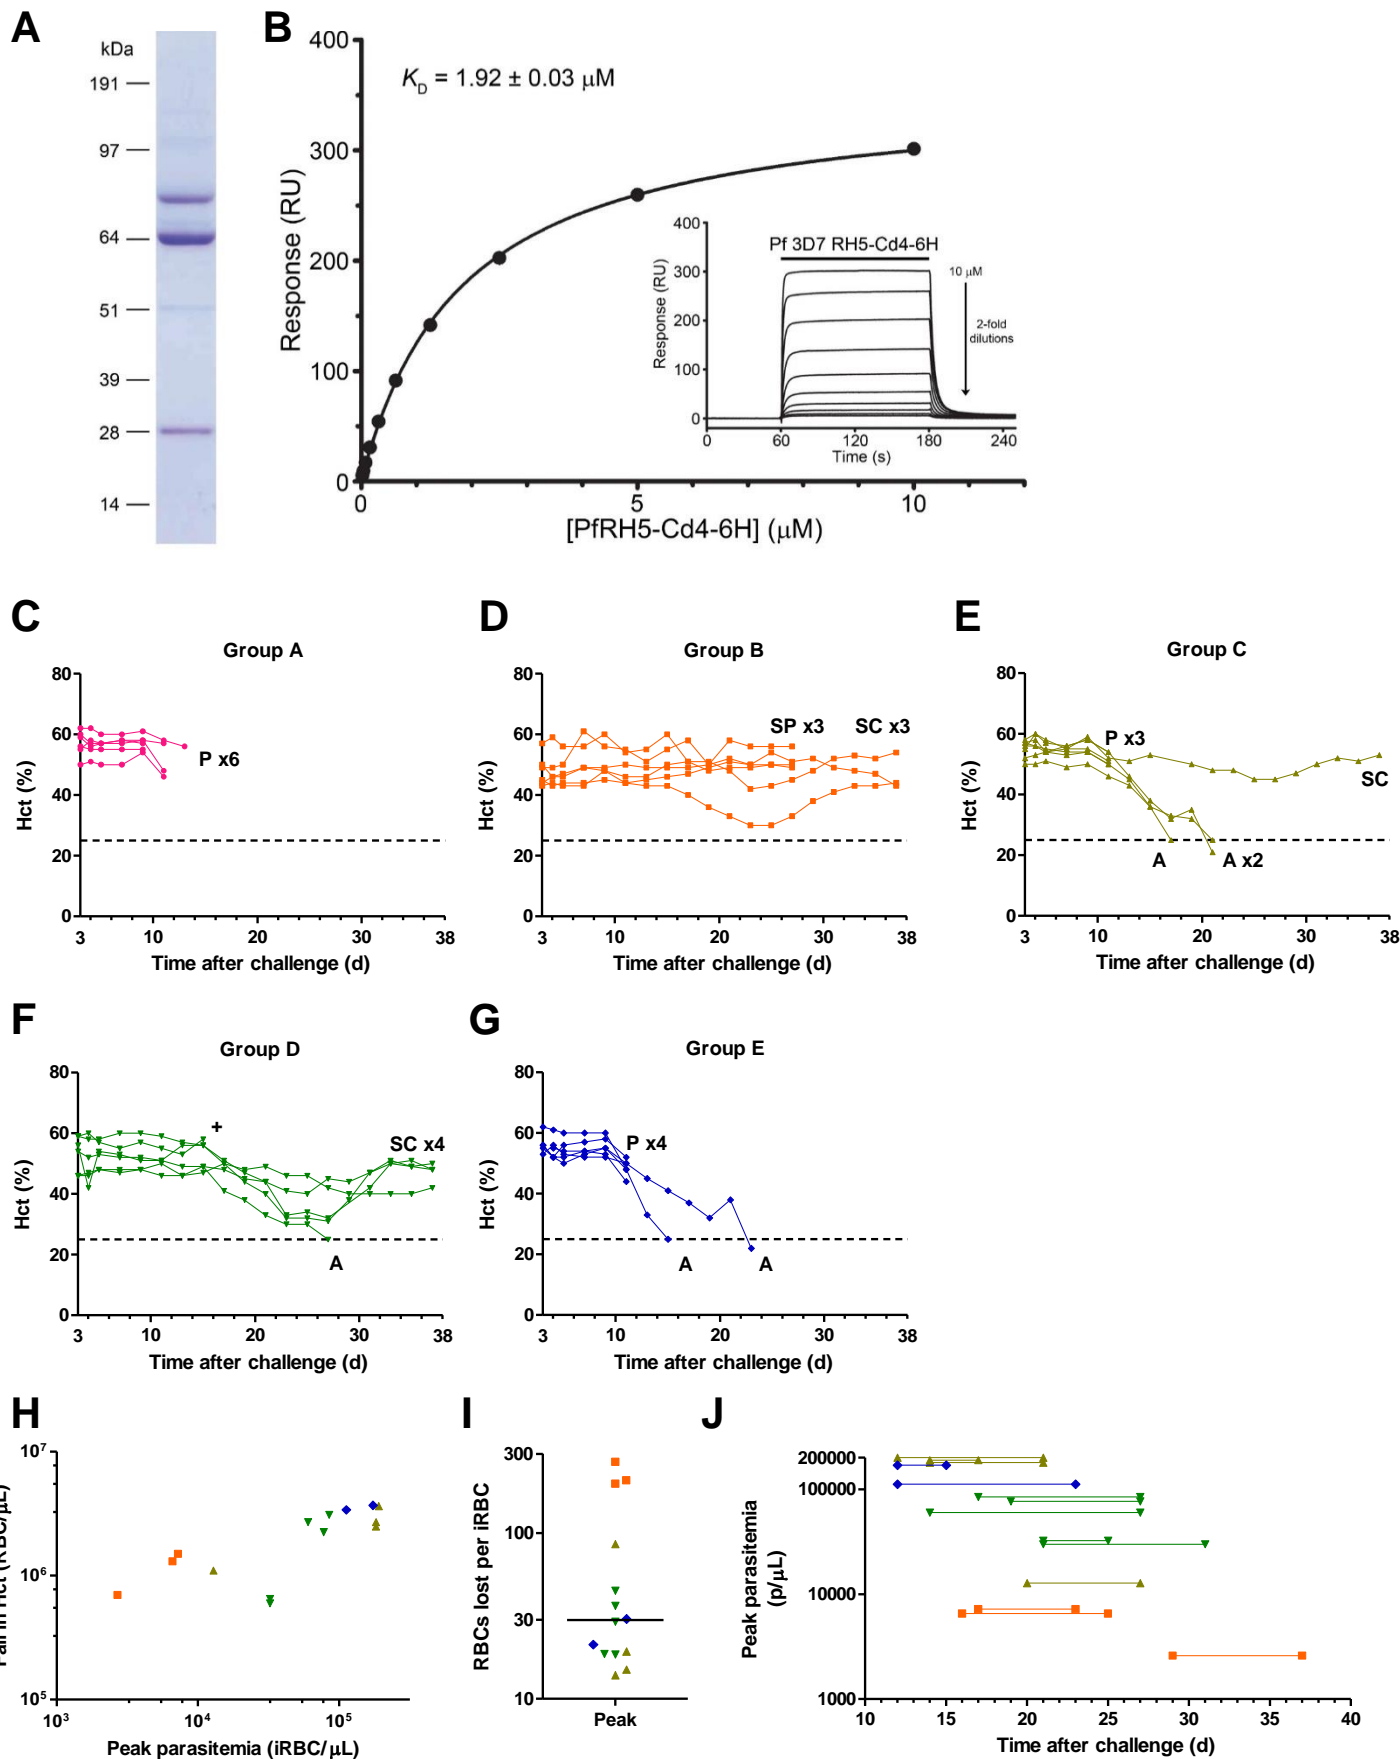 A
kDa
191
97
64
51
39
28
14
B
K_D = 1.92 ± 0.03 μM
400
300
200
100
0
Response (RU)
0
5
10
[PfRH5-Cd4-6H] (μM)
400
300
200
100
0
Response (RU)
Pf 3D7 RH5-Cd4-6H
10 μM
2-fold
dilutions
0
60
120
180
240
Time (s)
C
Group A
80
60
40
20
0
Hct (%)
P x6
3
10
20
30
38
Time after challenge (d)
D
Group B
80
60
40
20
0
Hct (%)
SP x3
SC x3
3
10
20
30
38
Time after challenge (d)
E
Group C
80
60
40
20
0
Hct (%)
P x3
SC
A
A x2
3
10
20
30
38
Time after challenge (d)
F
Group D
80
60
40
20
0
Hct (%)
+
SC x4
A
3
10
20
30
38
Time after challenge (d)
G
Group E
80
60
40
20
0
Hct (%)
P x4
A
A
3
10
20
30
38
Time after challenge (d)
H
10⁷
10⁶
10⁵
in Hct (RBC/μL)
10³
10⁴
10⁵
Peak parasitemia (iRBC/μL)
I
300
100
30
10
RBCs lost per iRBC
Peak
J
200000
100000
10000
1000
Peak parasitemia
(p/μL)
10
15
20
25
30
35
40
Time after challenge (d)